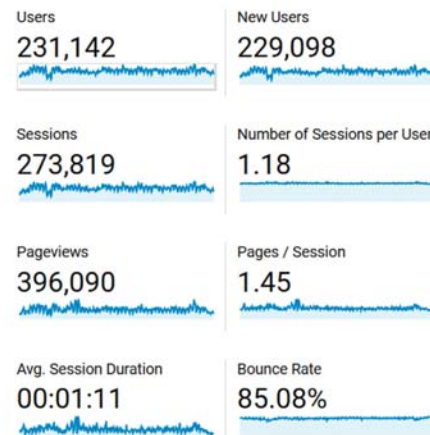 Users
231,142
New Users
229,098
Sessions
273,819
Number of Sessions per User
1.18
Pageviews
396,090
Pages / Session
1.45
Avg. Session Duration
00:01:11
Bounce Rate
85.08%